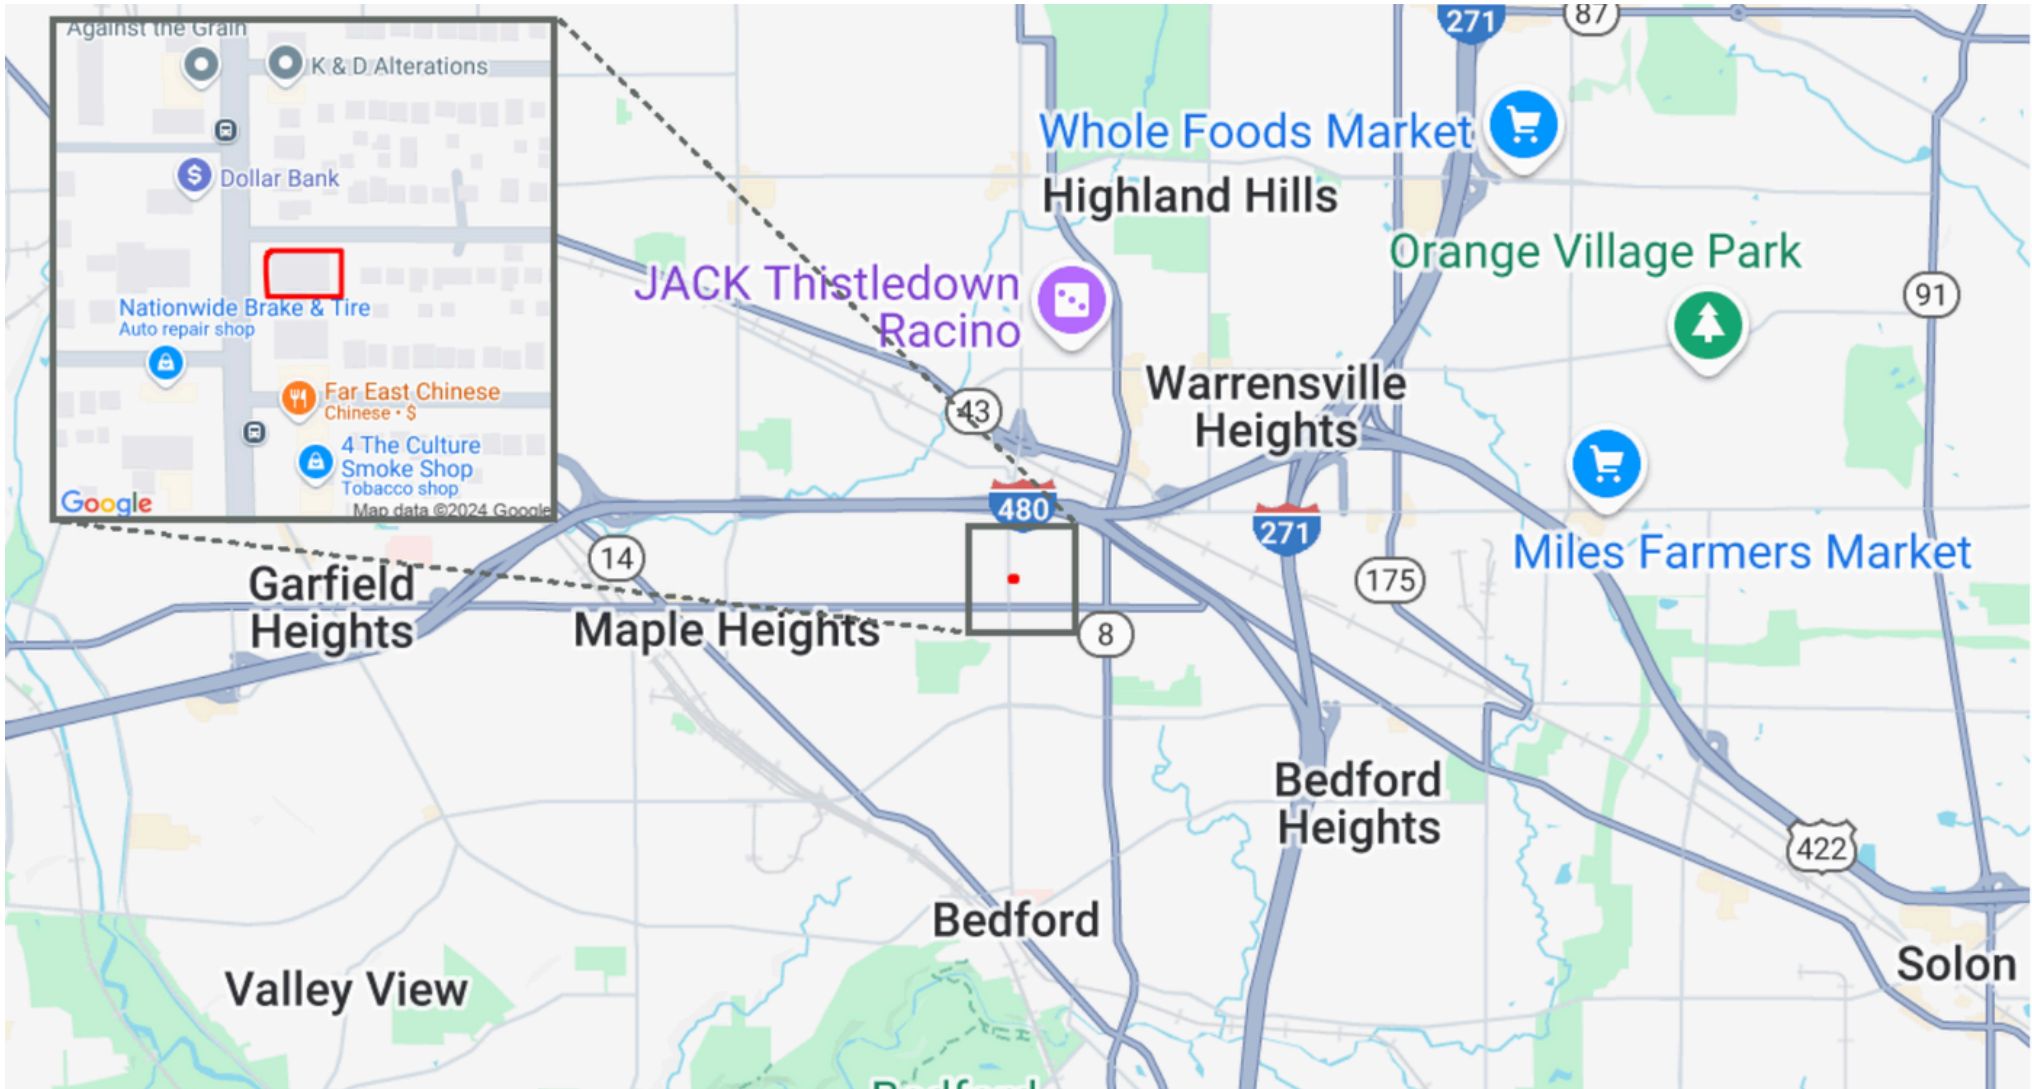 Against the Grain
K & D Alterations
Dollar Bank
Nationwide Brake & Tire
Auto repair shop
Far East Chinese
Chinese • $
4 The Culture
Smoke Shop
Tobacco shop
Google
Map data ©2024 Google
271
87
Whole Foods Market
Highland Hills
Orange Village Park
JACK Thistledown
Racino
91
Warrensville
Heights
43
480
271
14
175
Miles Farmers Market
Garfield
Heights
Maple Heights
8
Bedford
Heights
422
Bedford
Solon
Valley View
Bedford